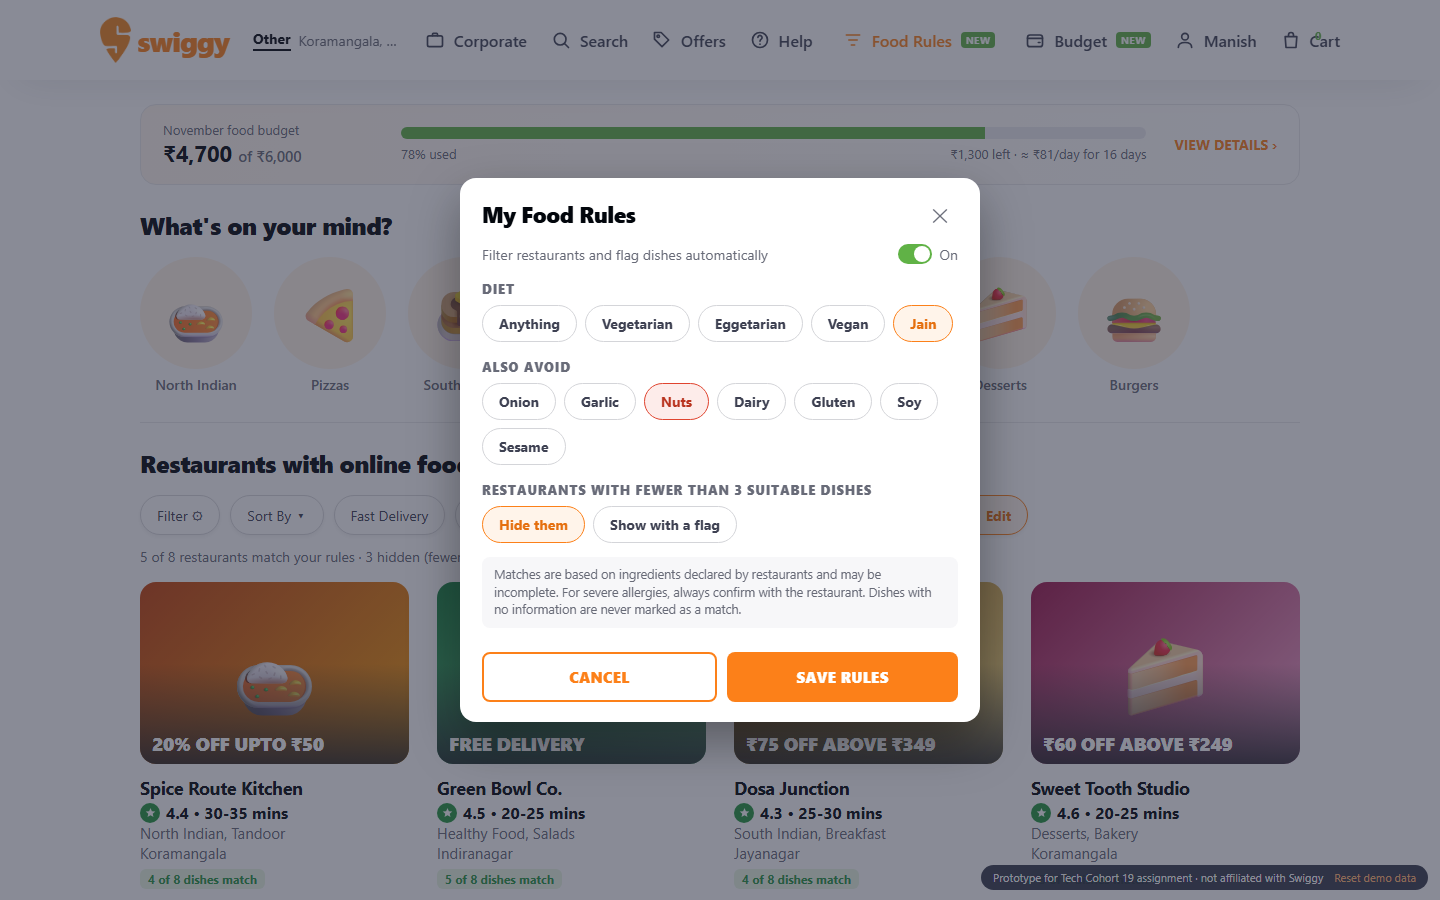 swiggy Other Koramangala, ... Corporate Search Offers Help Food Rules NEW Budget NEW Manish Cart
November food budget
₹4,700 of ₹6,000
78% used ₹1,300 left · ≈ ₹81/day for 16 days
VIEW DETAILS ›
What's on your mind?
North Indian Pizzas South Desserts Burgers
My Food Rules
Filter restaurants and flag dishes automatically On
DIET
Anything Vegetarian Eggetarian Vegan Jain
ALSO AVOID
Onion Garlic Nuts Dairy Gluten Soy
Sesame
RESTAURANTS WITH FEWER THAN 3 SUITABLE DISHES
Hide them Show with a flag
Matches are based on ingredients declared by restaurants and may be
incomplete. For severe allergies, always confirm with the restaurant. Dishes with
no information are never marked as a match.
CANCEL SAVE RULES
Restaurants with online foo
Filter Sort By Fast Delivery Edit
5 of 8 restaurants match your rules · 3 hidden (fewer
20% OFF UPTO ₹50 FREE DELIVERY ₹75 OFF ABOVE ₹349 ₹60 OFF ABOVE ₹249
Spice Route Kitchen Green Bowl Co. Dosa Junction Sweet Tooth Studio
4.4 • 30-35 mins 4.5 • 20-25 mins 4.3 • 25-30 mins 4.6 • 20-25 mins
North Indian, Tandoor Healthy Food, Salads South Indian, Breakfast Desserts, Bakery
Koramangala Indiranagar Jayanagar Koramangala
4 of 8 dishes match 5 of 8 dishes match 4 of 8 dishes match
Prototype for Tech Cohort 19 assignment · not affiliated with Swiggy Reset demo data